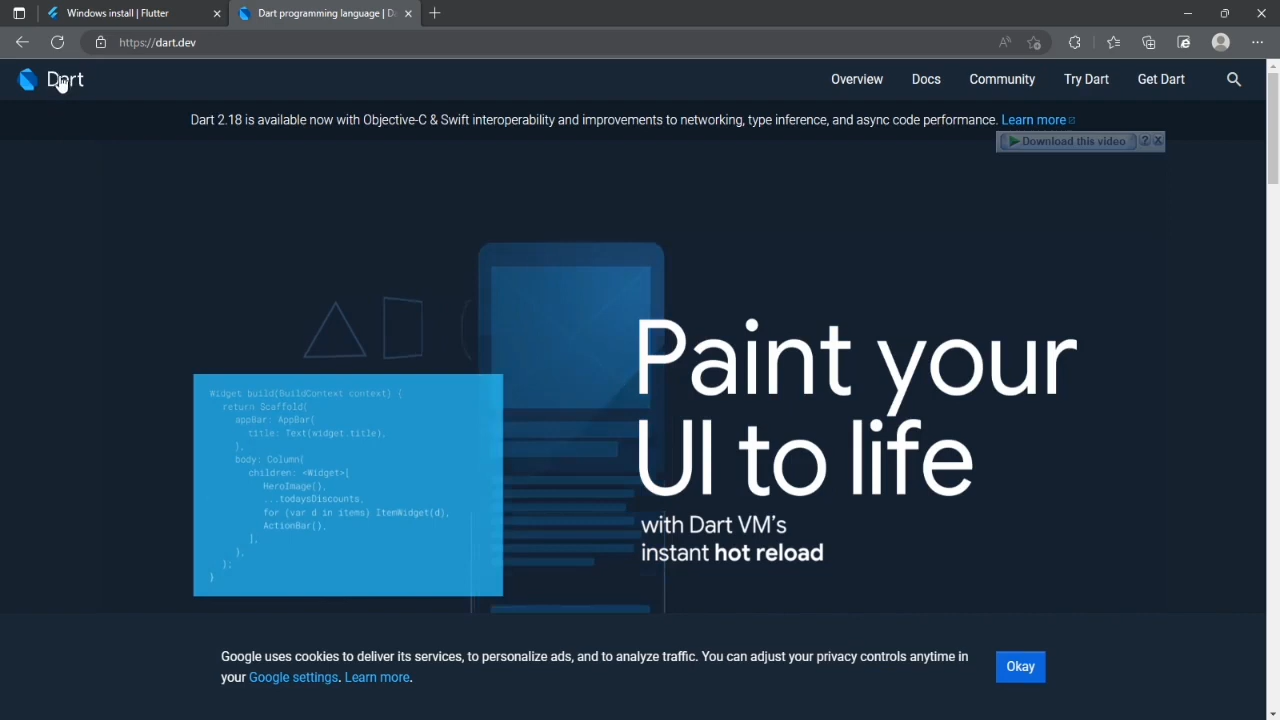 Windows install | Flutter
Dart programming language | Da
https://dart.dev
Dart
Overview
Docs
Community
Try Dart
Get Dart
Dart 2.18 is available now with Objective-C & Swift interoperability and improvements to networking, type inference, and async code performance. Learn more
Download this video
Paint your
UI to life
with Dart VM's
instant hot reload
Widget build(BuildContext context) {
return Scaffold(
appBar: AppBar(
title: Text(widget.title),
),
body: Column(
children: <Widget>[
HeroImage(),
...todaysDiscounts,
for (var d in items) ItemWidget(d),
ActionBar(),
],
),
);
}
Google uses cookies to deliver its services, to personalize ads, and to analyze traffic. You can adjust your privacy controls anytime in
your Google settings. Learn more.
Okay